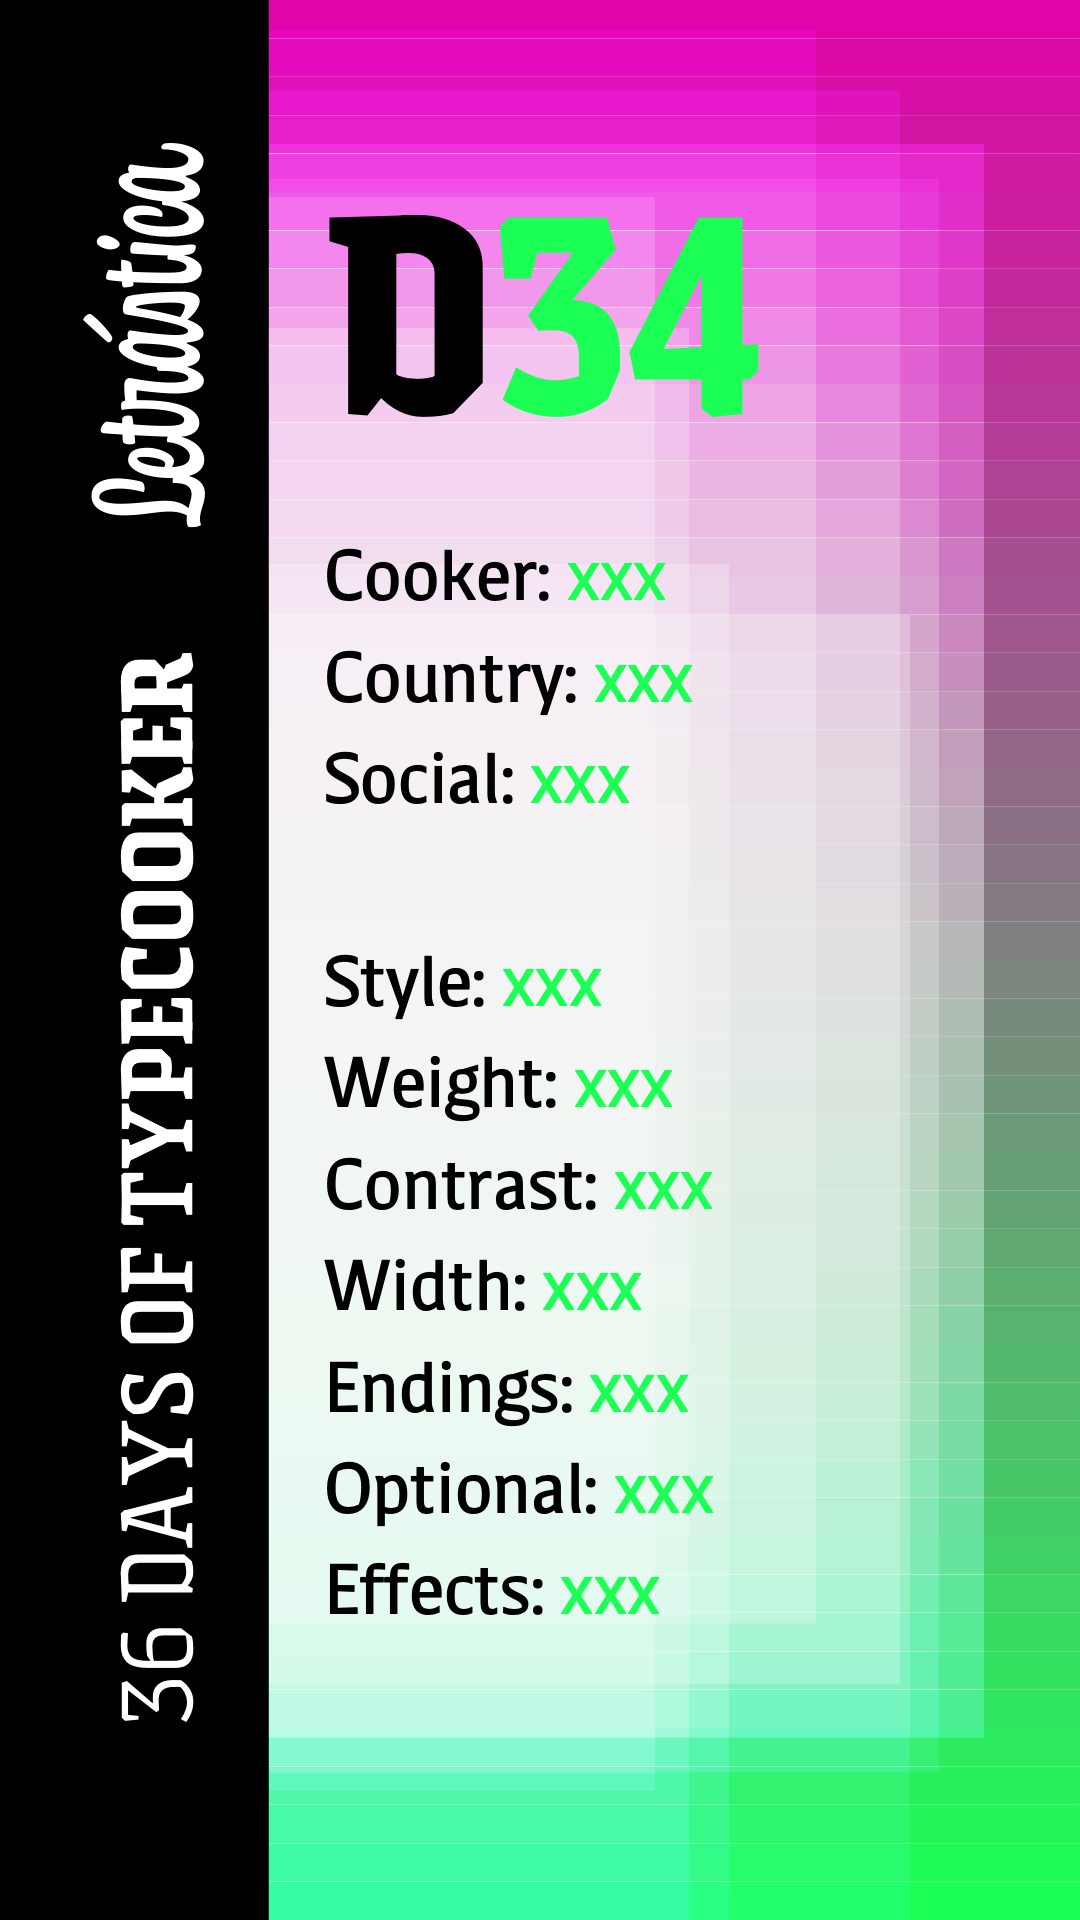 Letrástica
36 DAYS OF TYPECOOKER
D34
Cooker: xxx
Country: xxx
Social: xxx
Style: xxx
Weight: xxx
Contrast: xxx
Width: xxx
Endings: xxx
Optional: xxx
Effects: xxx